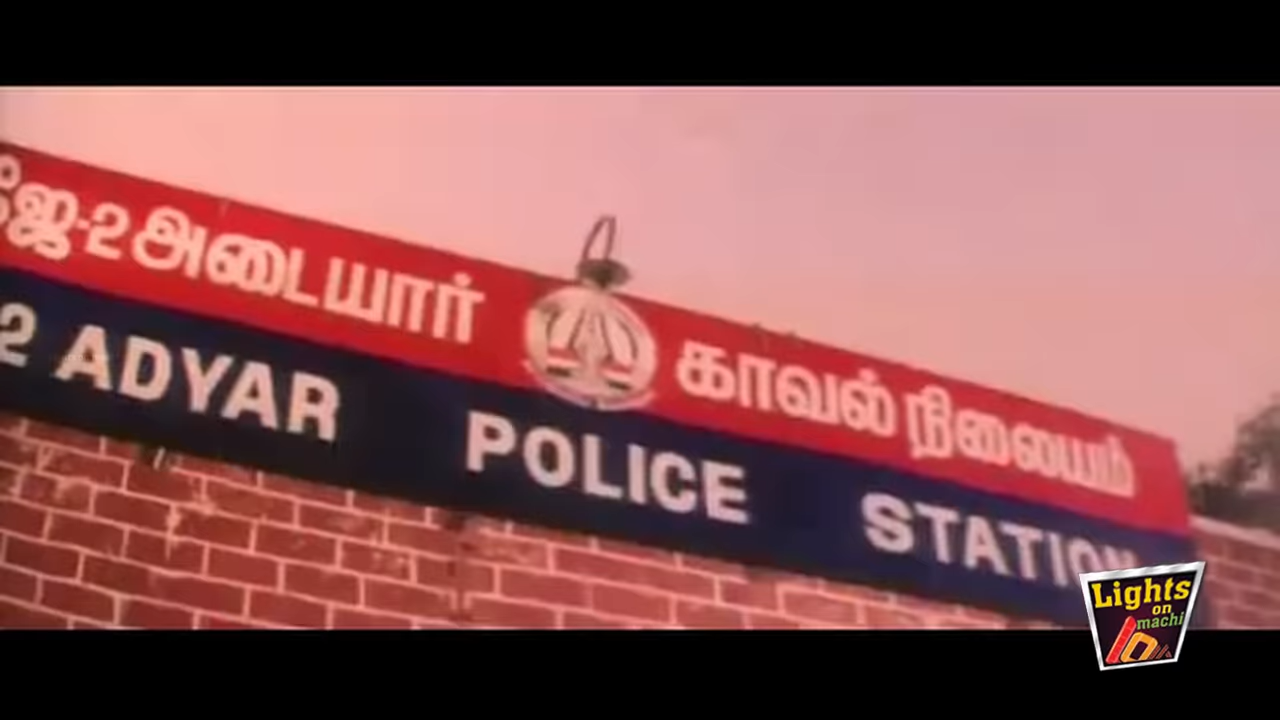 ஜே-2 அடையார் காவல் நிலையம்
2 ADYAR POLICE STATION
Lights
on
machi